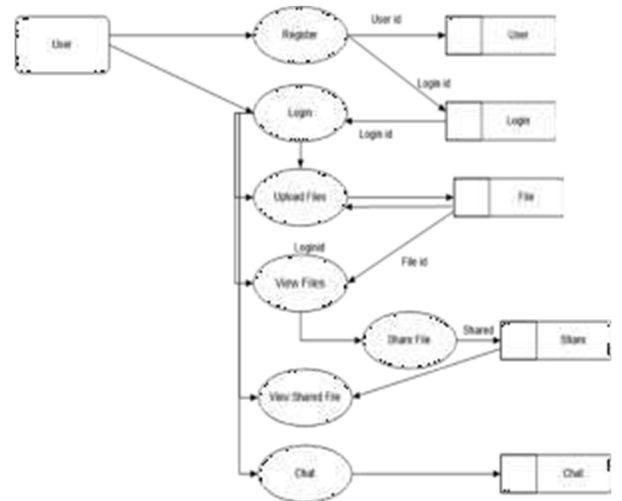 User
Register
User id
User
Login id
Login
Login
Login id
Upload Files
File
Loginid
View Files
File id
Share File
Shared
Share
View Shared File
Chat
Chat